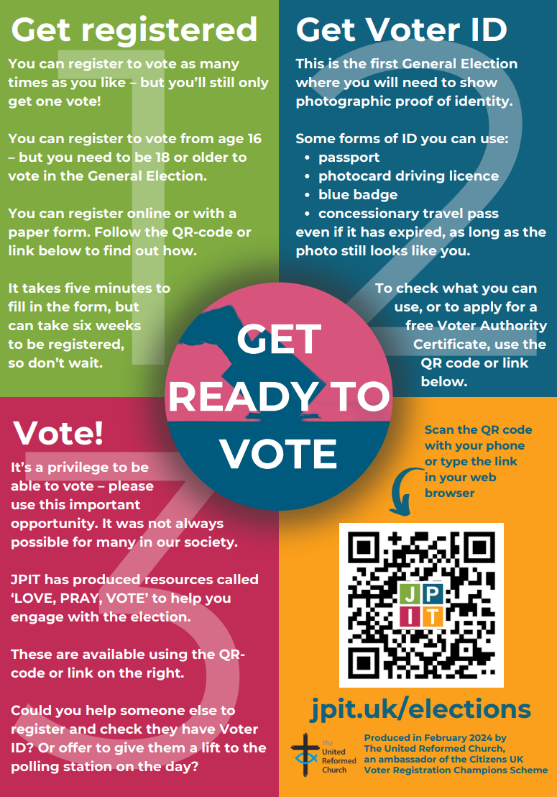 Get registered
You can register to vote as many
times as you like – but you'll still only
get one vote!
You can register to vote from age 16
– but you need to be 18 or older to
vote in the General Election.
You can register online or with a
paper form. Follow the QR-code or
link below to find out how.
It takes five minutes to
fill in the form, but
can take six weeks
to be registered,
so don't wait.
Get Voter ID
This is the first General Election
where you will need to show
photographic proof of identity.
Some forms of ID you can use:
• passport
• photocard driving licence
• blue badge
• concessionary travel pass
even if it has expired, as long as the
photo still looks like you.
To check what you can
use, or to apply for a
free Voter Authority
Certificate, use the
QR code or link
below.
GET
READY TO
VOTE
Vote!
It's a privilege to be
able to vote – please
use this important
opportunity. It was not always
possible for many in our society.
JPIT has produced resources called
'LOVE, PRAY, VOTE' to help you
engage with the election.
These are available using the QR-
code or link on the right.
Could you help someone else to
register and check they have Voter
ID? Or offer to give them a lift to the
polling station on the day?
Scan the QR code
with your phone
or type the link
in your web
browser
J P
I T
jpit.uk/elections
The
United
Reformed
Church
Produced in February 2024 by
The United Reformed Church,
an ambassador of the Citizens UK
Voter Registration Champions Scheme
1
2
3